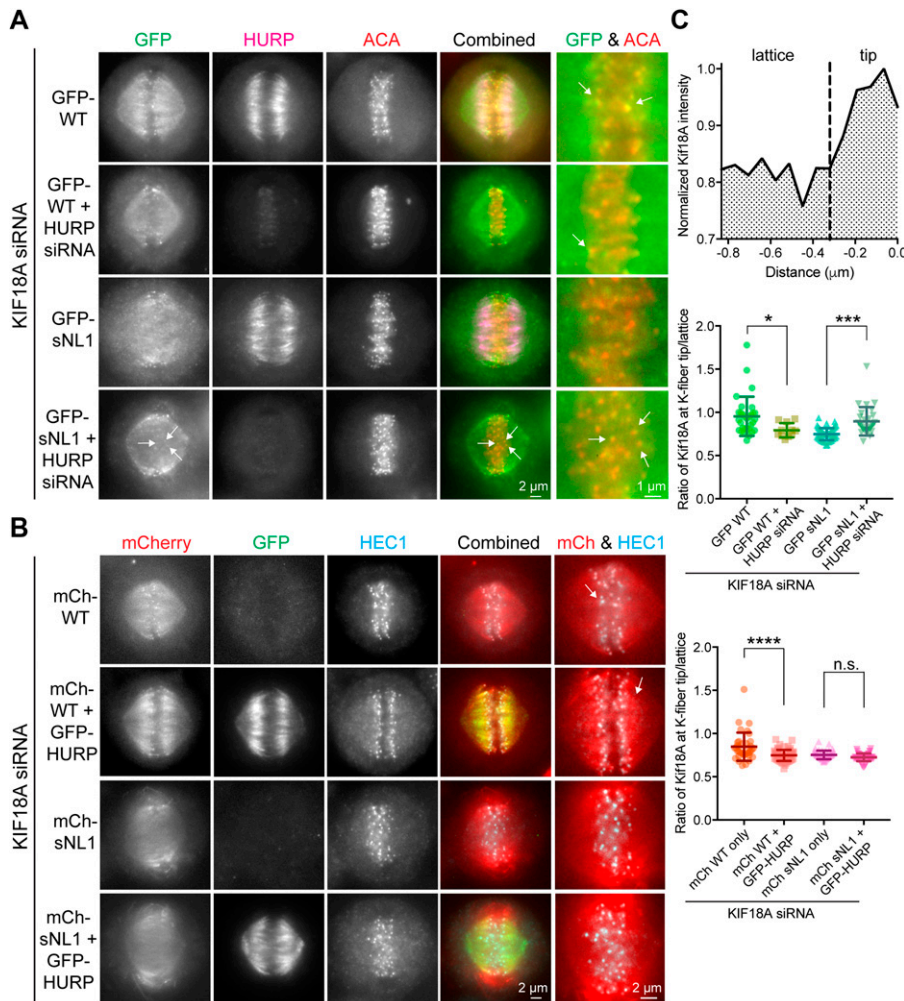 A
GFP HURP ACA Combined GFP & ACA
KIF18A siRNA
GFP-
WT
GFP-
WT +
HURP
siRNA
GFP-
sNL1
GFP-
sNL1 +
HURP
siRNA
2 μm
1 μm
B
mCherry GFP HEC1 Combined mCh & HEC1
KIF18A siRNA
mCh-
WT
mCh-
WT +
GFP-
HURP
mCh-
sNL1
mCh-
sNL1 +
GFP-
HURP
2 μm
2 μm
C
lattice tip
Normalized Kif18A intensity
1.0
0.9
0.8
0.7
-0.8 -0.6 -0.4 -0.2 0.0
Distance (μm)
Ratio of Kif18A at K-fiber tip/lattice
2.0
1.5
1.0
0.5
0.0
* ***
GFP WT
GFP WT +
HURP siRNA
GFP sNL1
GFP sNL1 +
HURP siRNA
KIF18A siRNA
Ratio of Kif18A at K-fiber tip/lattice
2.0
1.5
1.0
0.5
0.0
**** n.s.
mCh WT only
mCh WT +
GFP-HURP
mCh sNL1 only
mCh sNL1 +
GFP-HURP
KIF18A siRNA